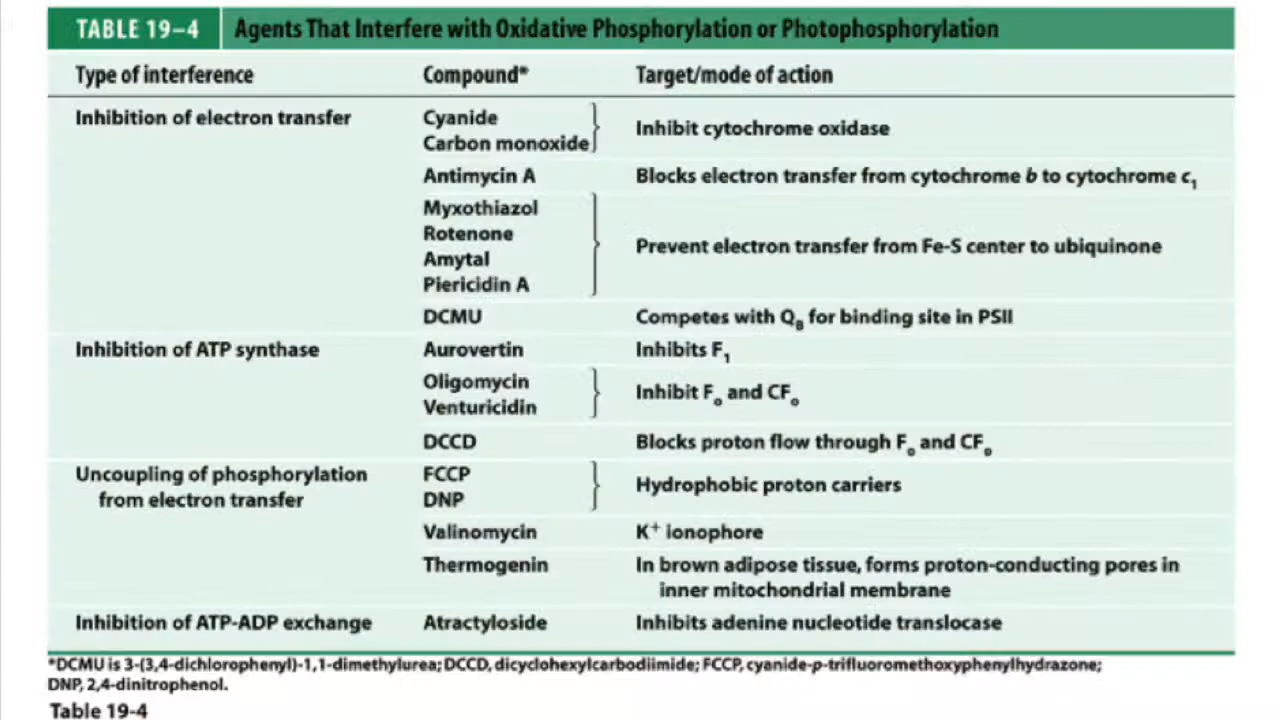 TABLE 19–4 Agents That Interfere with Oxidative Phosphorylation or Photophosphorylation
Type of interference Compound* Target/mode of action
Inhibition of electron transfer Cyanide
Carbon monoxide Inhibit cytochrome oxidase
Antimycin A Blocks electron transfer from cytochrome b to cytochrome c₁
Myxothiazol
Rotenone
Amytal
Piericidin A
Prevent electron transfer from Fe-S center to ubiquinone
DCMU Competes with Q_B for binding site in PSII
Inhibition of ATP synthase Aurovertin Inhibits F₁
Oligomycin
Venturicidin
Inhibit Fₒ and CFₒ
DCCD Blocks proton flow through Fₒ and CFₒ
Uncoupling of phosphorylation
from electron transfer
FCCP
DNP
Hydrophobic proton carriers
Valinomycin K⁺ ionophore
Thermogenin In brown adipose tissue, forms proton-conducting pores in
inner mitochondrial membrane
Inhibition of ATP-ADP exchange Atractyloside Inhibits adenine nucleotide translocase
*DCMU is 3-(3,4-dichlorophenyl)-1,1-dimethylurea; DCCD, dicyclohexylcarbodiimide; FCCP, cyanide-p-trifluoromethoxyphenylhydrazone;
DNP, 2,4-dinitrophenol.
Table 19-4